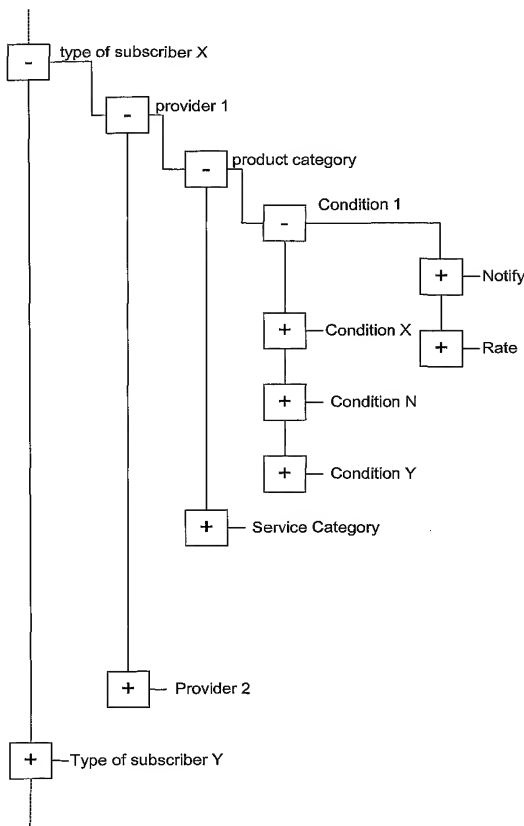 type of subscriber X
-
provider 1
-
product category
-
Condition 1
-
+ Notify
+ Condition X
+ Rate
+ Condition N
+ Condition Y
+ Service Category
+ Provider 2
+ Type of subscriber Y